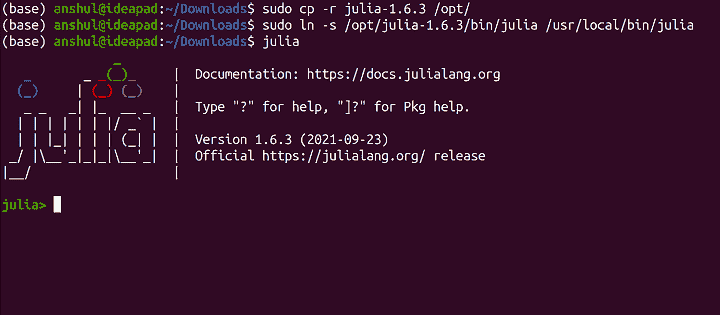 (base) anshul@ideapad:~/Downloads$ sudo cp -r julia-1.6.3 /opt/
(base) anshul@ideapad:~/Downloads$ sudo ln -s /opt/julia-1.6.3/bin/julia /usr/local/bin/julia
(base) anshul@ideapad:~/Downloads$ julia
julia
Documentation: https://docs.julialang.org
Type "?" for help, "]?" for Pkg help.
Version 1.6.3 (2021-09-23)
Official https://julialang.org/ release
julia>